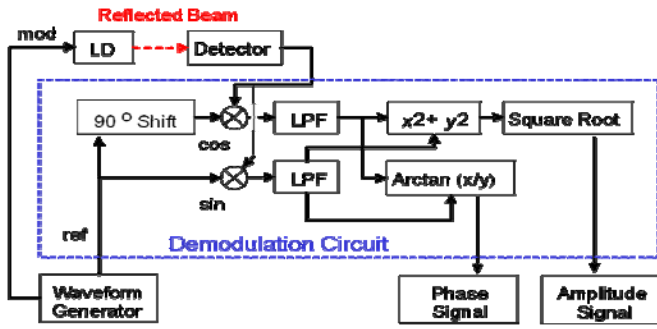 Reflected Beam
mod
LD
Detector
90 ° Shift
cos
LPF
x2+ y2
Square Root
sin
LPF
Arctan (x/y)
ref
Demodulation Circuit
Waveform
Generator
Phase
Signal
Amplitude
Signal